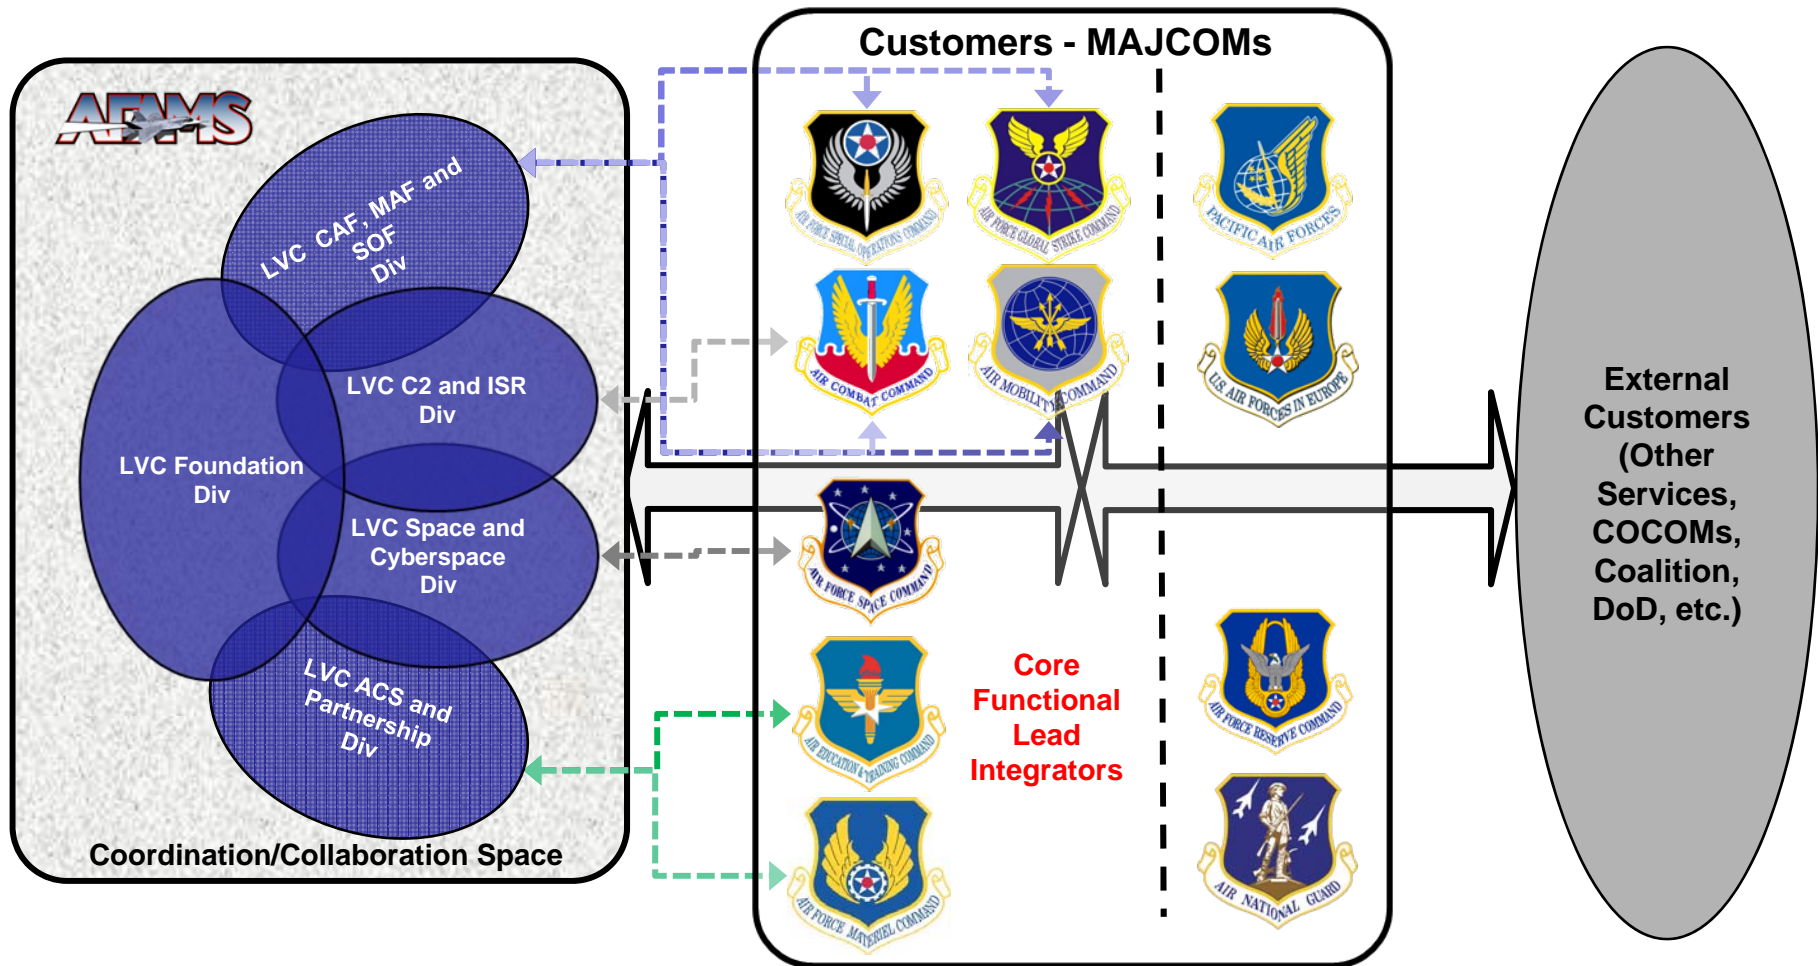 AFAMS
LVC CAF, MAF and
SOF
Div
LVC C2 and ISR
Div
LVC Foundation
Div
LVC Space and
Cyberspace
Div
LVC ACS and
Partnership
Div
Coordination/Collaboration Space
Customers - MAJCOMs
AIR FORCE SPECIAL OPERATIONS COMMAND
AIR FORCE GLOBAL STRIKE COMMAND
PACIFIC AIR FORCES
AIR COMBAT COMMAND
AIR MOBILITY COMMAND
U.S. AIR FORCES IN EUROPE
AIR FORCE SPACE COMMAND
AIR EDUCATION & TRAINING COMMAND
Core
Functional
Lead
Integrators
AIR FORCE RESERVE COMMAND
AIR FORCE MATERIEL COMMAND
AIR NATIONAL GUARD
External
Customers
(Other
Services,
COCOMs,
Coalition,
DoD, etc.)